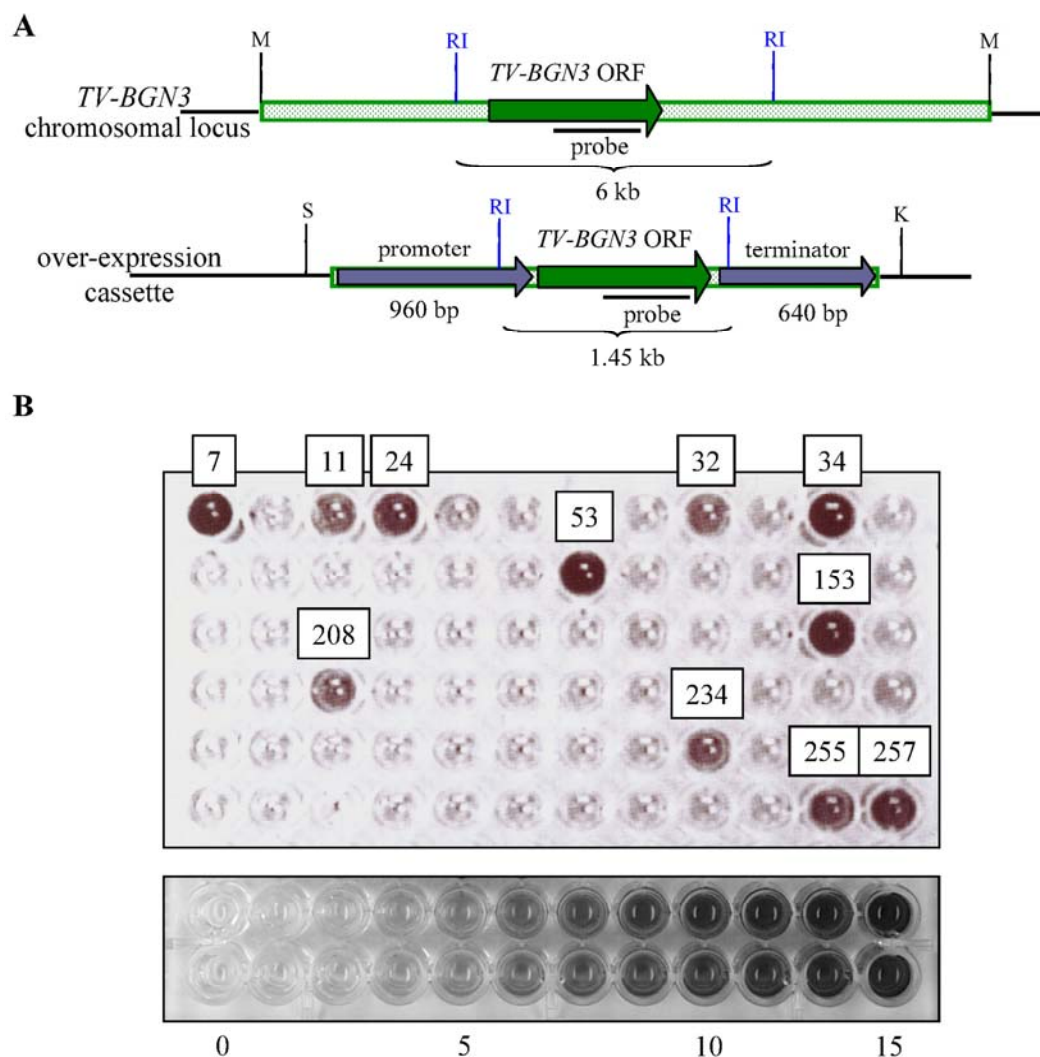 A
M RI RI M
TV-BGN3 ORF
TV-BGN3
chromosomal locus
probe
6 kb
S RI RI K
TV-BGN3 ORF
over-expression
cassette
promoter terminator
960 bp probe 640 bp
1.45 kb
B
7 11 24 32 34
53
153
208
234
255 257
0 5 10 15